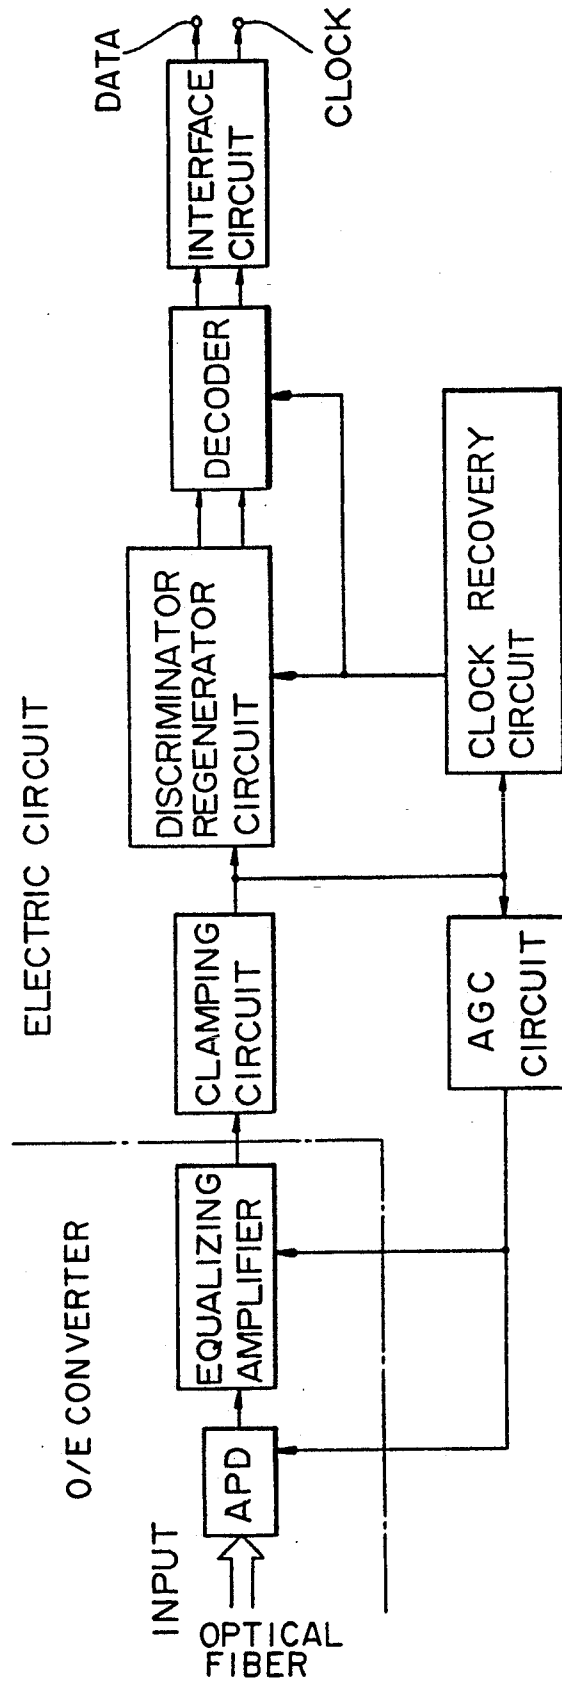 O/E CONVERTER
ELECTRIC CIRCUIT
INPUT
OPTICAL
FIBER
APD
EQUALIZING
AMPLIFIER
CLAMPING
CIRCUIT
DISCRIMINATOR
REGENERATOR
CIRCUIT
DECODER
INTERFACE
CIRCUIT
DATA
CLOCK
AGC
CIRCUIT
CLOCK RECOVERY
CIRCUIT